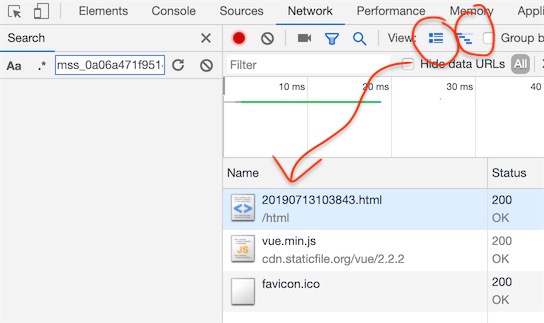 Elements Console Sources Network Performance Memory Appli
Search ×
View: Group b
Aa .* mss_0a06a471f951
Filter Hide data URLs All
10 ms 20 ms 30 ms 40
Name Status
20190713103843.html 200
/html OK
vue.min.js 200
cdn.staticfile.org/vue/2.2.2 OK
favicon.ico 200
OK